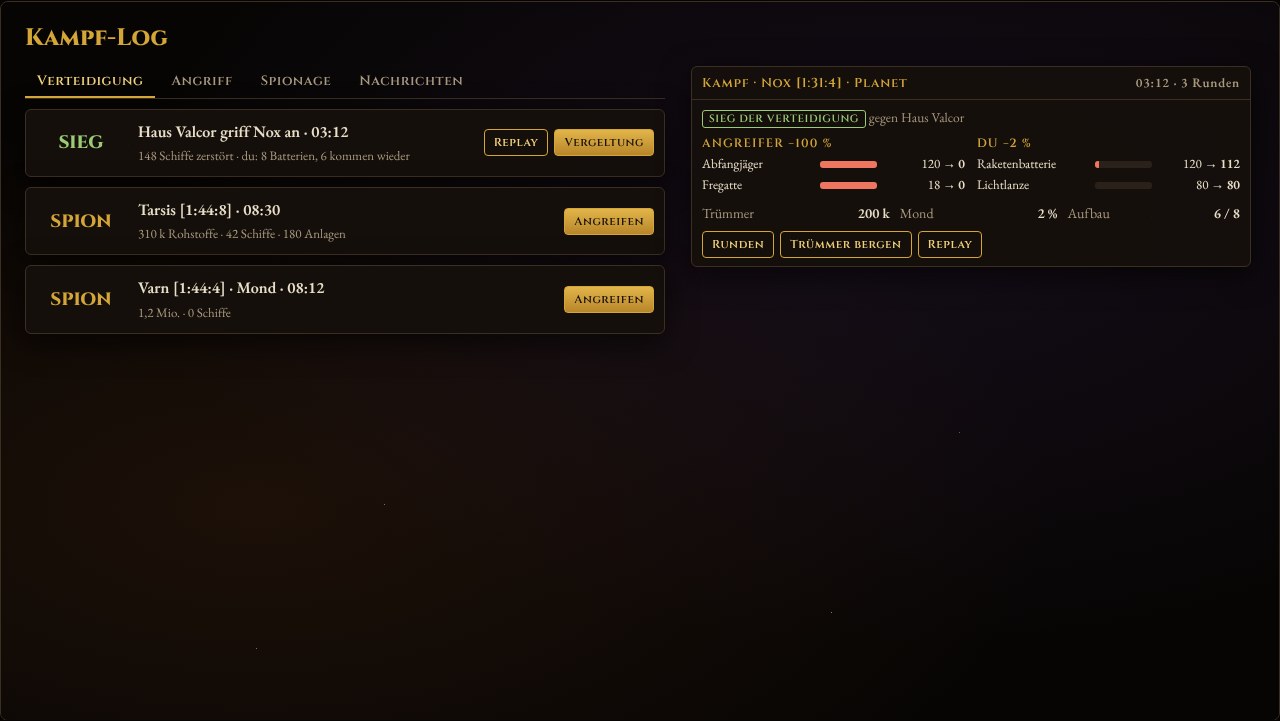 Kampf-Log
Verteidigung Angriff Spionage Nachrichten
SIEG
Haus Valcor griff Nox an · 03:12
148 Schiffe zerstört · du: 8 Batterien, 6 kommen wieder
Replay Vergeltung
SPION
Tarsis [1:44:8] · 08:30
310 k Rohstoffe · 42 Schiffe · 180 Anlagen
Angreifen
SPION
Varn [1:44:4] · Mond · 08:12
1,2 Mio. · 0 Schiffe
Angreifen
Kampf · Nox [1:31:4] · Planet 03:12 · 3 Runden
SIEG DER VERTEIDIGUNG gegen Haus Valcor
ANGREIFER −100 % DU −2 %
Abfangjäger 120 → 0 Raketenbatterie 120 → 112
Fregatte 18 → 0 Lichtlanze 80 → 80
Trümmer 200 k Mond 2 % Aufbau 6 / 8
Runden Trümmer bergen Replay